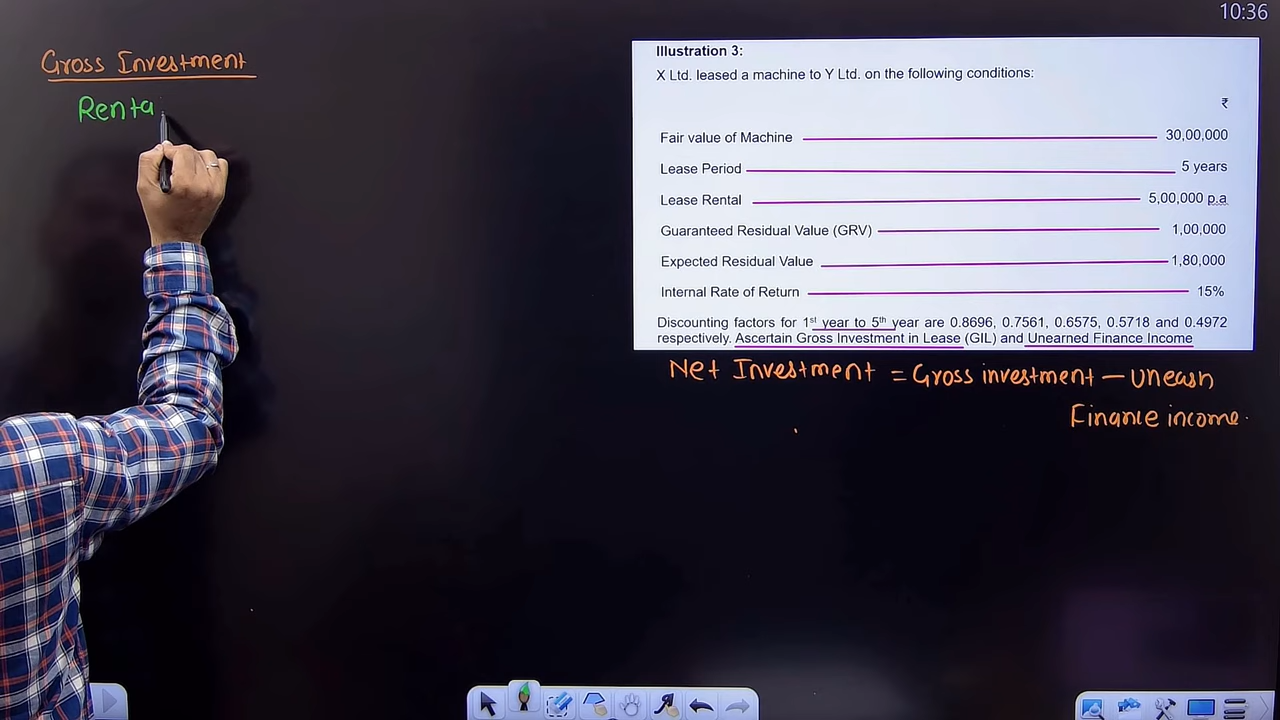 10:36
Gross Investment
Renta
Illustration 3:
X Ltd. leased a machine to Y Ltd. on the following conditions:
₹
Fair value of Machine 30,00,000
Lease Period 5 years
Lease Rental 5,00,000 p.a
Guaranteed Residual Value (GRV) 1,00,000
Expected Residual Value 1,80,000
Internal Rate of Return 15%
Discounting factors for 1st year to 5th year are 0.8696, 0.7561, 0.6575, 0.5718 and 0.4972
respectively. Ascertain Gross Investment in Lease (GIL) and Unearned Finance Income
Net Investment = Gross investment – Unearn
Finance income.